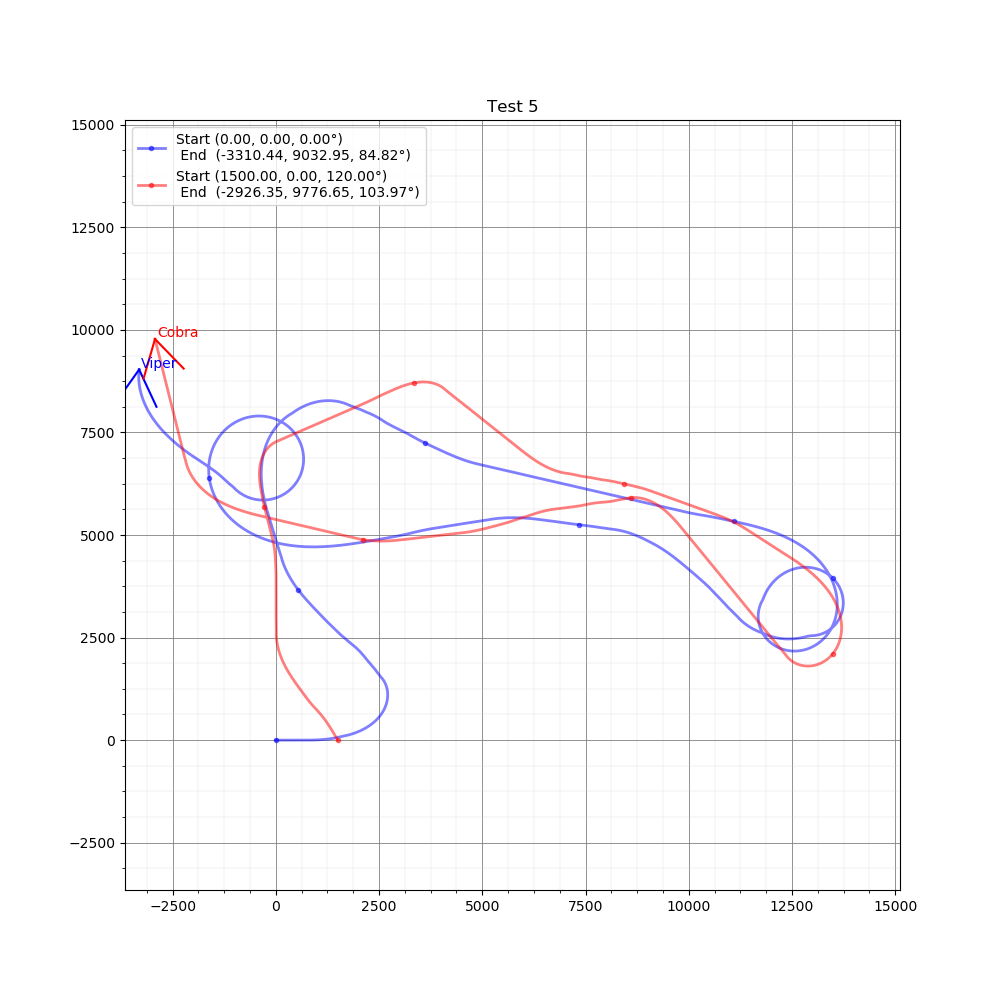 Test 5
Start (0.00, 0.00, 0.00°)
End (-3310.44, 9032.95, 84.82°)
Start (1500.00, 0.00, 120.00°)
End (-2926.35, 9776.65, 103.97°)
15000
12500
10000
7500
5000
2500
0
−2500
Cobra
Viper
−2500 0 2500 5000 7500 10000 12500 15000